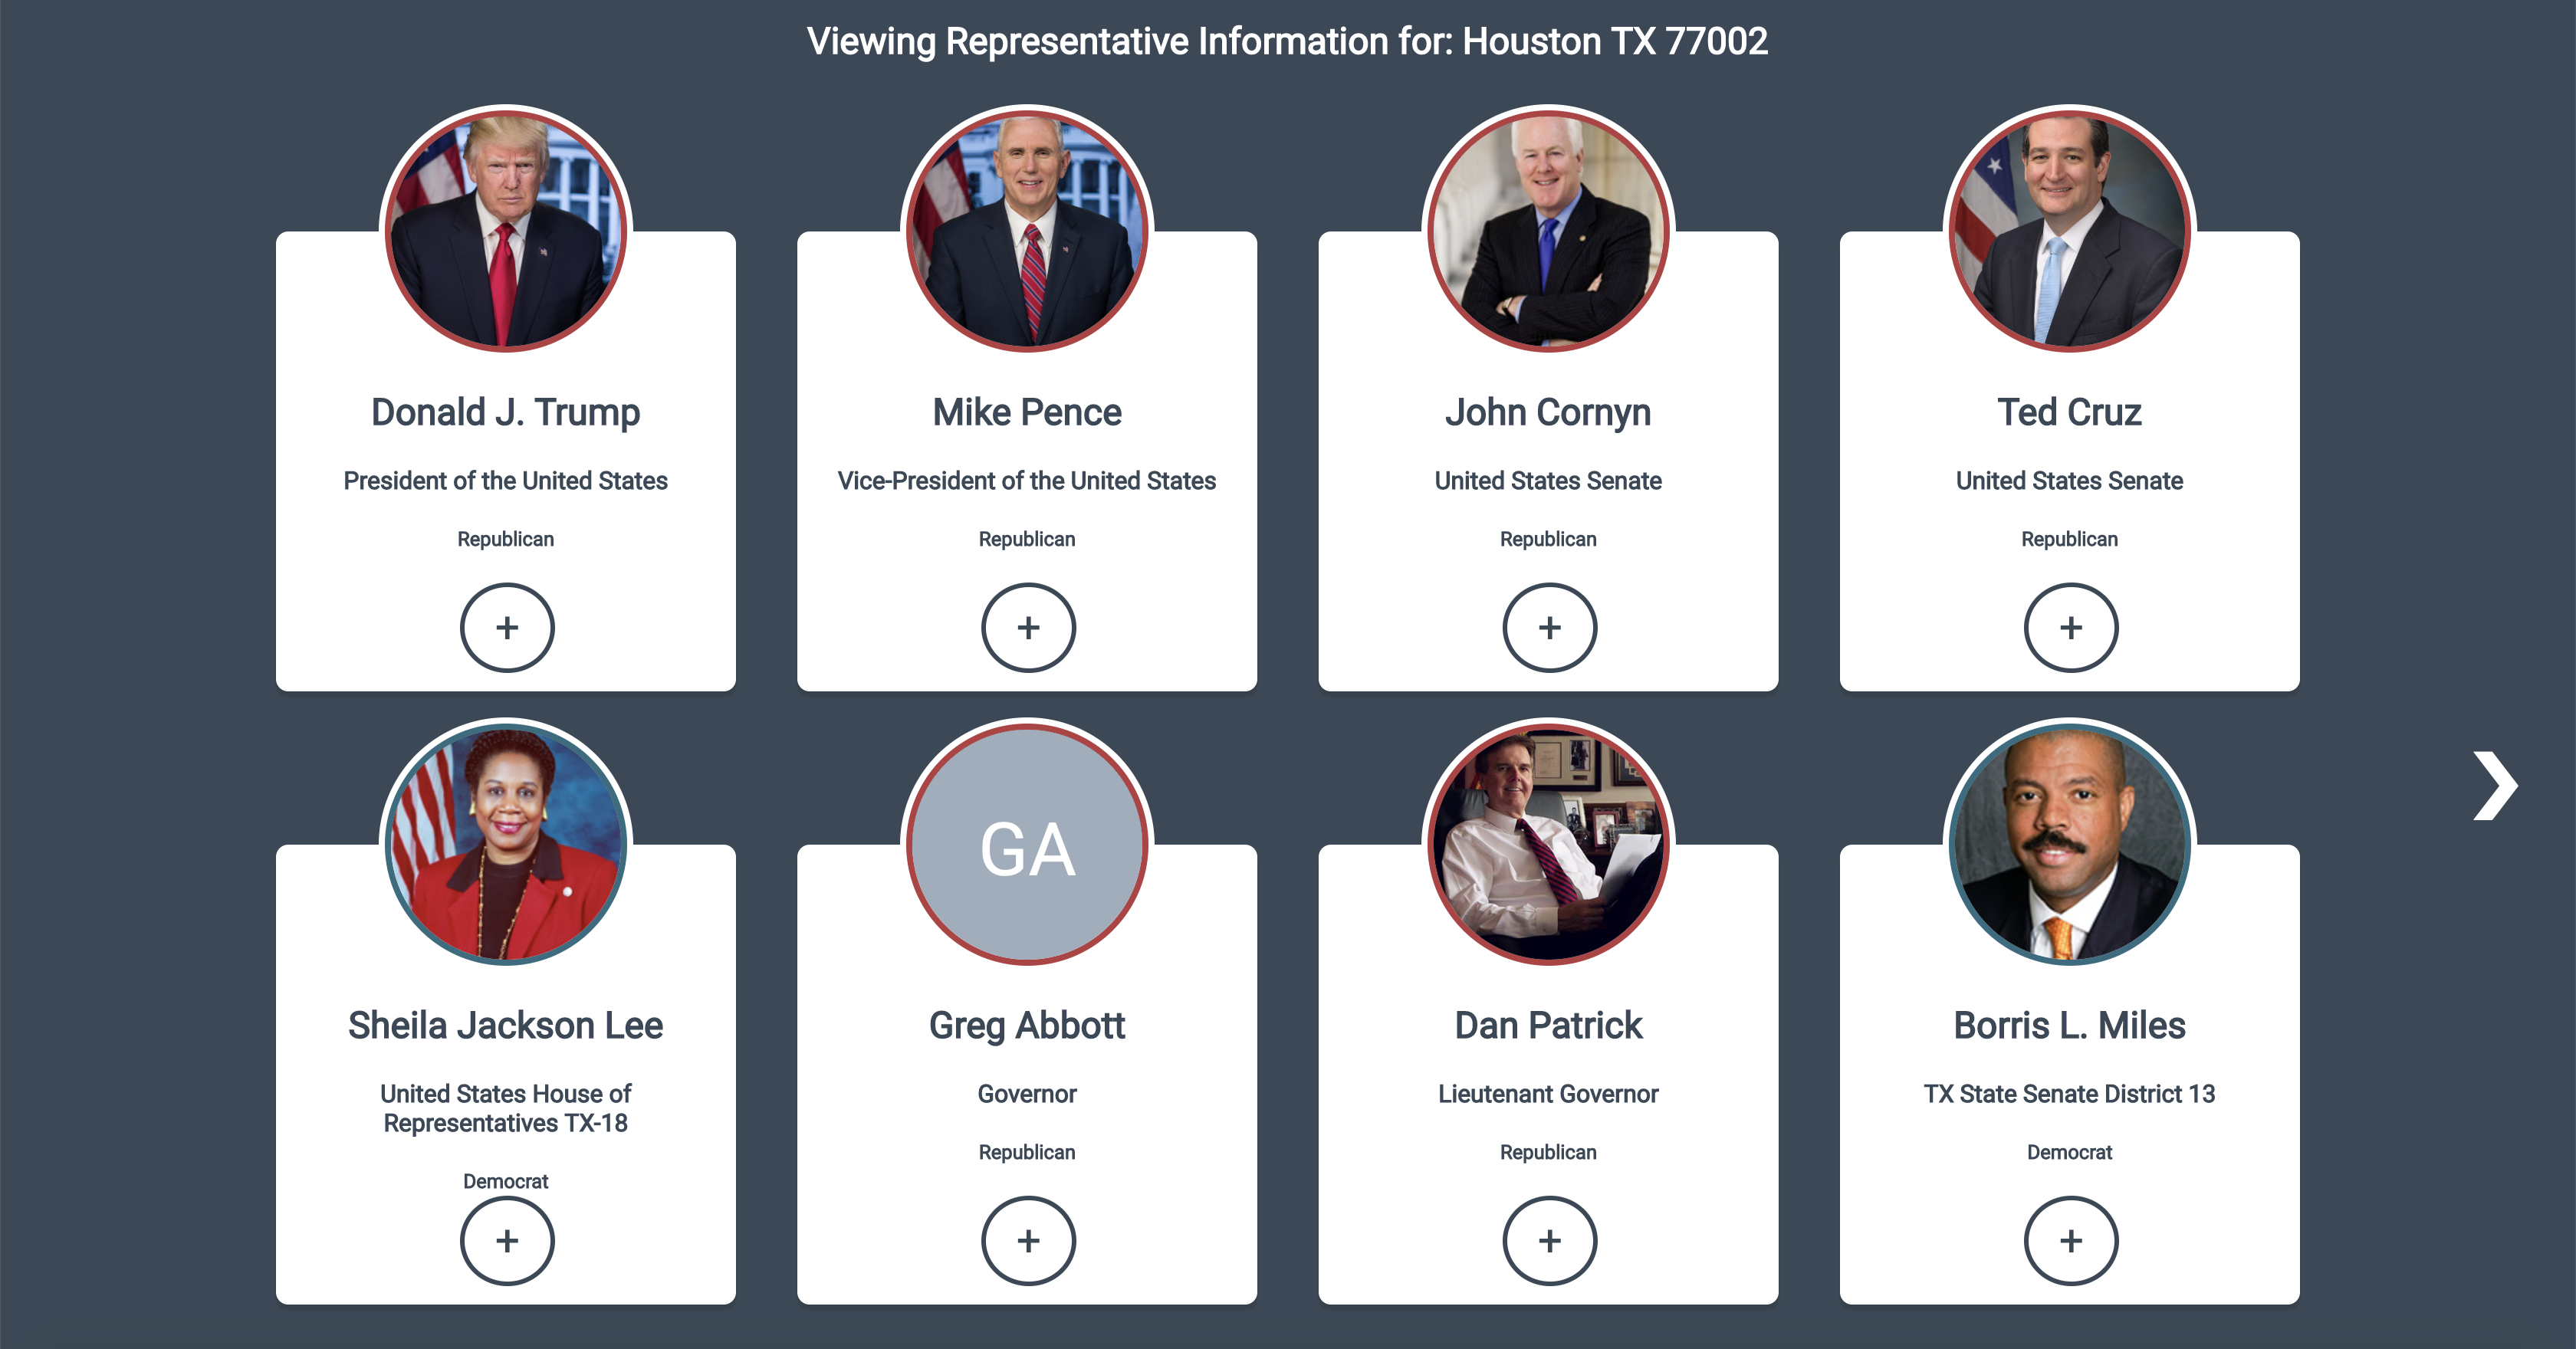 Viewing Representative Information for: Houston TX 77002
Donald J. Trump
President of the United States
Republican
+
Mike Pence
Vice-President of the United States
Republican
+
John Cornyn
United States Senate
Republican
+
Ted Cruz
United States Senate
Republican
+
Sheila Jackson Lee
United States House of
Representatives TX-18
Democrat
+
GA
Greg Abbott
Governor
Republican
+
Dan Patrick
Lieutenant Governor
Republican
+
Borris L. Miles
TX State Senate District 13
Democrat
+